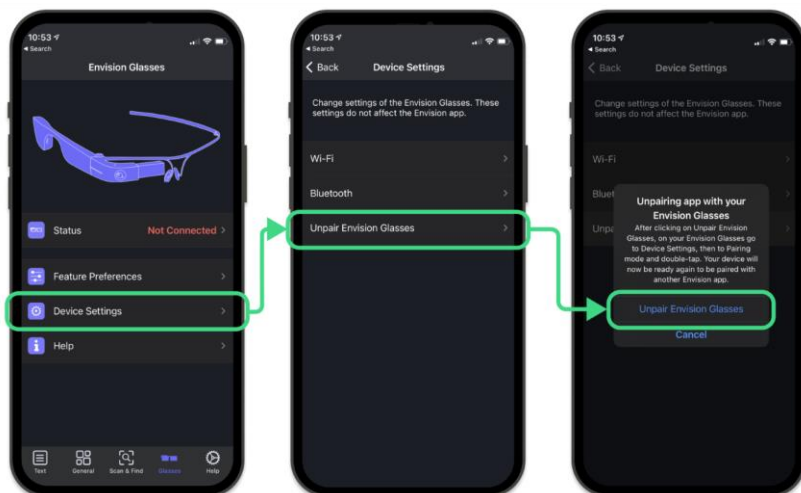 10:53
Search
Envision Glasses
Status Not Connected
Feature Preferences
Device Settings
Help
Text General Scan & Find Glasses Help
10:53
Search
Back Device Settings
Change settings of the Envision Glasses. These
settings do not affect the Envision app.
Wi-Fi
Bluetooth
Unpair Envision Glasses
10:53
Search
Back Device Settings
Change settings of the Envision Glasses. These
settings do not affect the Envision app.
Wi-Fi
Bluet
Unpa
Unpairing app with your
Envision Glasses
After clicking on Unpair Envision
Glasses, on your Envision Glasses go
to Device Settings, then to Pairing
mode and double-tap. Your device will
now be ready again to be paired with
another Envision app.
Unpair Envision Glasses
Cancel